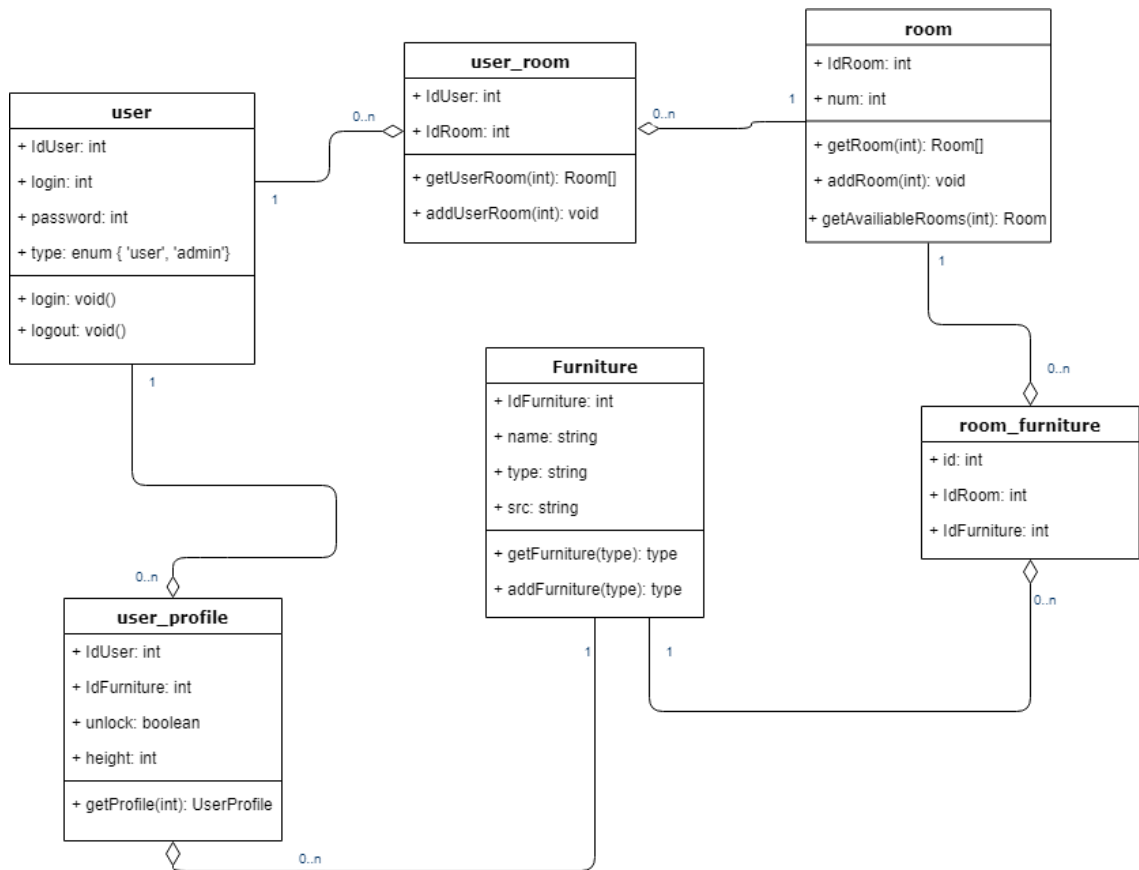 user
+ IdUser: int
+ login: int
+ password: int
+ type: enum { 'user', 'admin'}
+ login: void()
+ logout: void()
1
1
0..n
user_room
+ IdUser: int
+ IdRoom: int
+ getUserRoom(int): Room[]
+ addUserRoom(int): void
0..n
1
room
+ IdRoom: int
+ num: int
+ getRoom(int): Room[]
+ addRoom(int): void
+ getAvailiableRooms(int): Room
1
0..n
room_furniture
+ id: int
+ IdRoom: int
+ IdFurniture: int
0..n
Furniture
+ IdFurniture: int
+ name: string
+ type: string
+ src: string
+ getFurniture(type): type
+ addFurniture(type): type
1
1
0..n
user_profile
+ IdUser: int
+ IdFurniture: int
+ unlock: boolean
+ height: int
+ getProfile(int): UserProfile
0..n